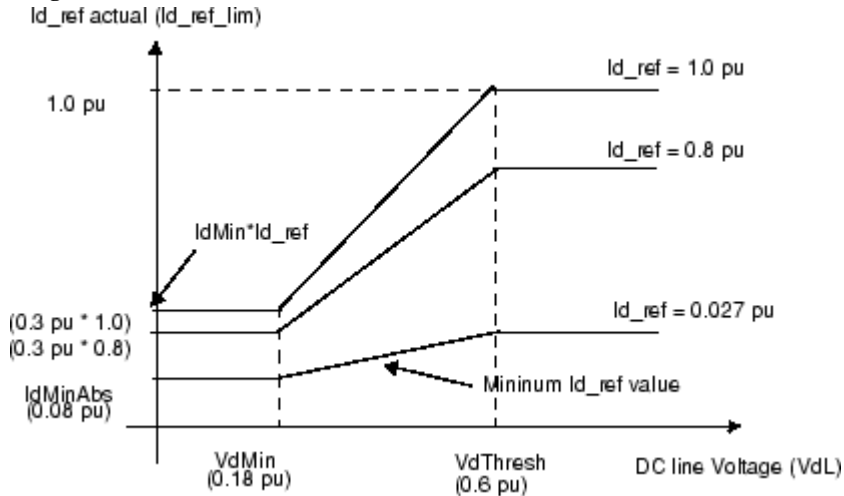 Id_ref actual (Id_ref_lim)
Id_ref = 1.0 pu
1.0 pu
Id_ref = 0.8 pu
IdMin*Id_ref
Id_ref = 0.027 pu
(0.3 pu * 1.0)
(0.3 pu * 0.8)
IdMinAbs
(0.08 pu)
Mininum Id_ref value
VdMin
(0.18 pu)
VdThresh
(0.6 pu)
DC line Voltage (VdL)